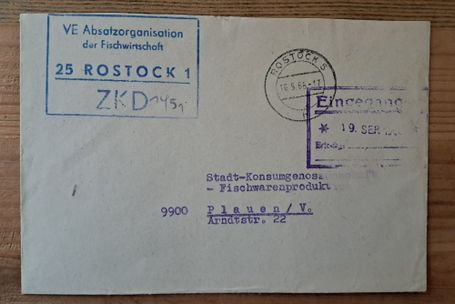 VE Absatzorganisation
der Fischwirtschaft
25 ROSTOCK 1
ZKD
ROSTOCK 5
Eingegang
* 19. SEP.
Stadt-Konsumgenos
- Fischwarenprodukt
9900 Plauen/V.
Arndtstr. 22